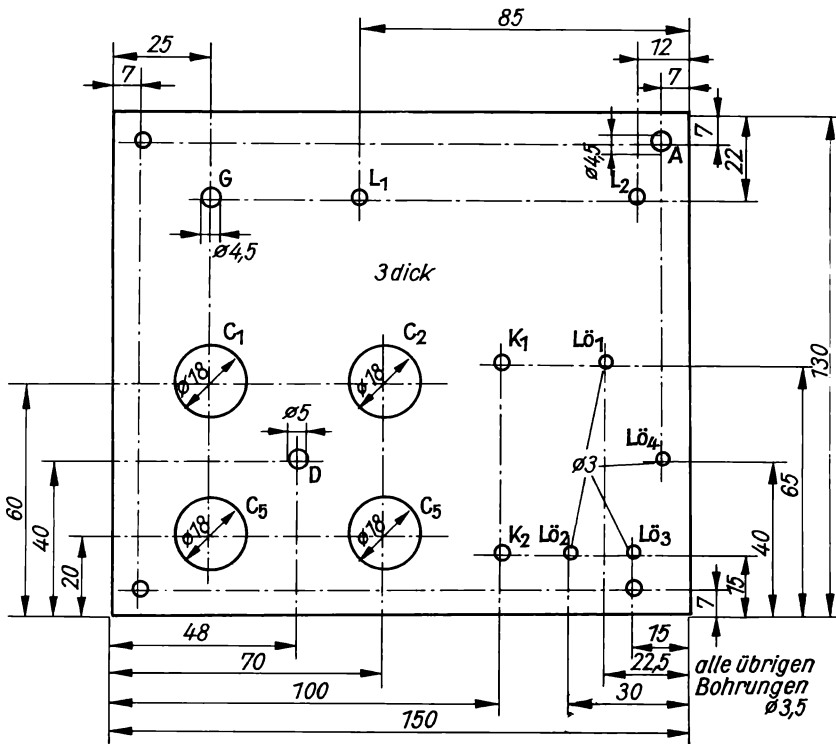 85
25
12
7
7
7
22
ø4,5
A
G
L1
L2
ø4,5
3 dick
C1
C2
K1
Lö1
130
ø18
ø18
ø5
Lö4
D
ø3
65
60
40
40
C5
C5
ø18
ø18
K2
Lö2
Lö3
20
15
7
48
15
70
22,5
alle übrigen
100
30
Bohrungen
ø3,5
150